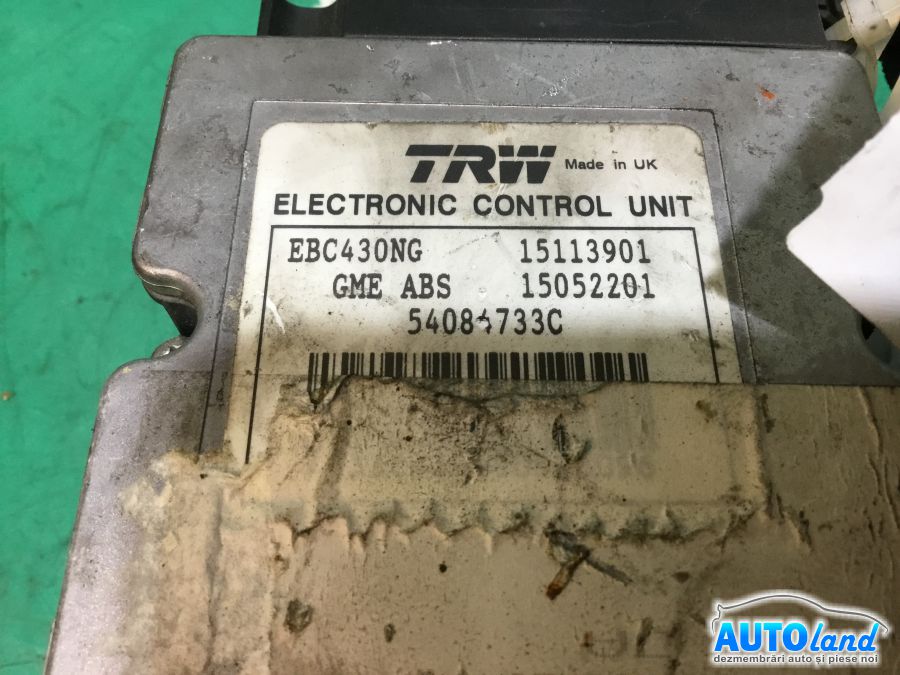 TRW Made in UK
ELECTRONIC CONTROL UNIT
EBC430NG 15113901
GME ABS 15052201
54084733C
AUTOland
dezmembrări auto și piese noi